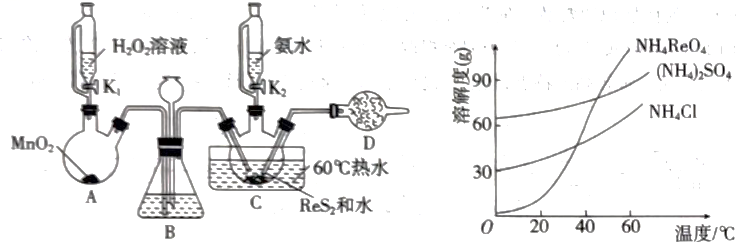 H₂O₂溶液
K₁
MnO₂
A
B
氨水
K₂
60℃热水
ReS₂和水
C
D
溶解度(g)
90
60
30
O
20
40
60
温度/℃
NH₄ReO₄
(NH₄)₂SO₄
NH₄Cl